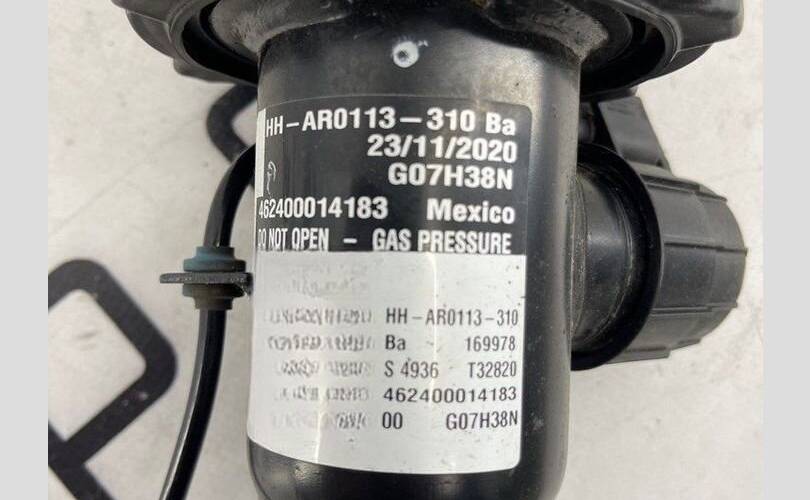 HH-AR0113-310 Ba
23/11/2020
G07H38N
462400014183 Mexico
DO NOT OPEN - GAS PRESSURE
HH-AR0113-310
Ba 169978
S 4936 T32820
462400014183
00 G07H38N